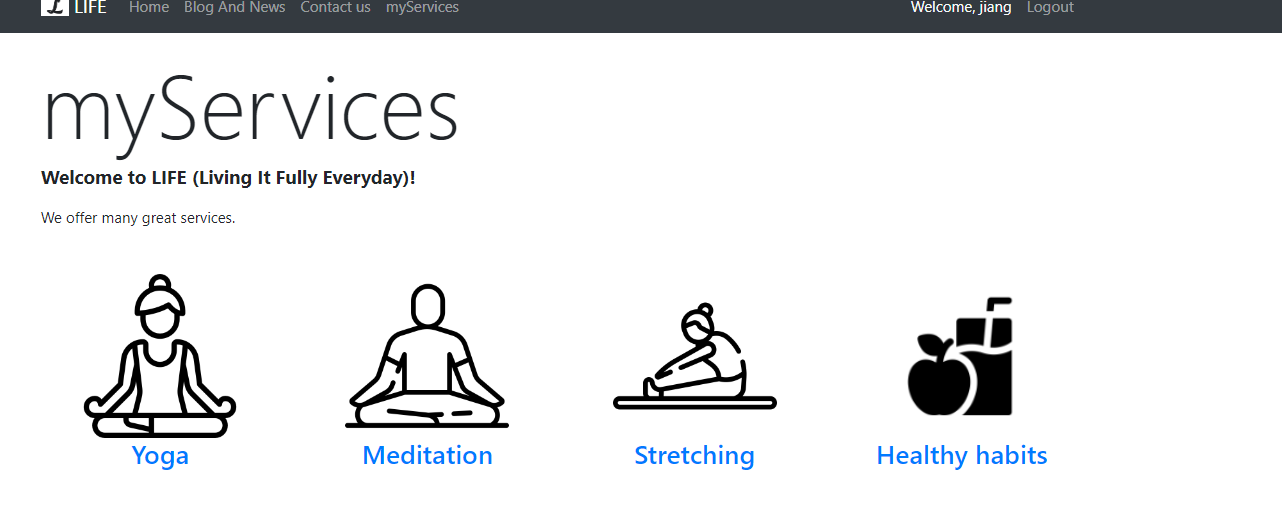 L LIFE Home Blog And News Contact us myServices Welcome, jiang Logout
myServices
Welcome to LIFE (Living It Fully Everyday)!
We offer many great services.
Yoga Meditation Stretching Healthy habits